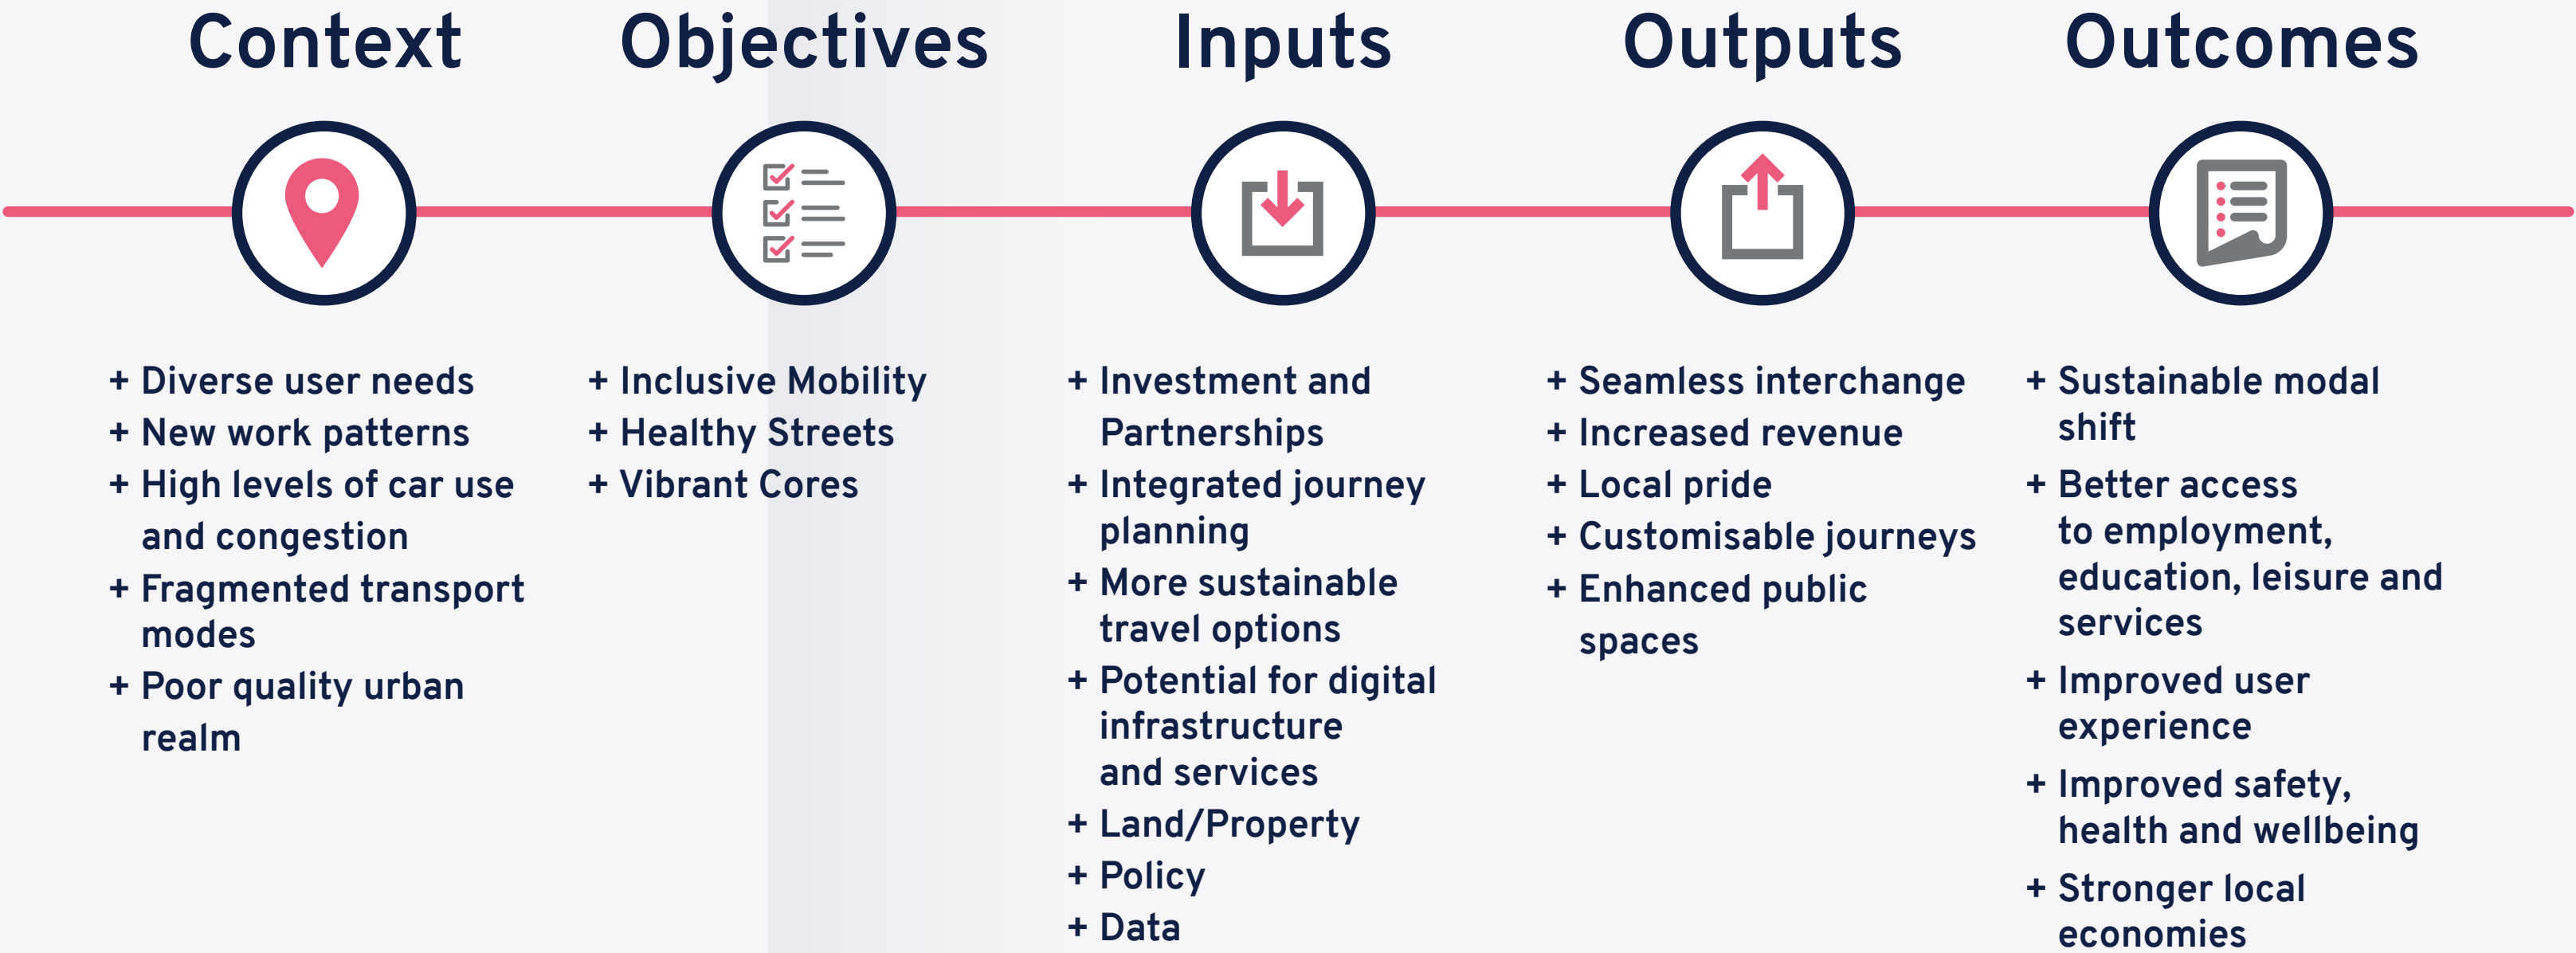 Context
+ Diverse user needs
+ New work patterns
+ High levels of car use
and congestion
+ Fragmented transport
modes
+ Poor quality urban
realm
Objectives
+ Inclusive Mobility
+ Healthy Streets
+ Vibrant Cores
Inputs
+ Investment and
Partnerships
+ Integrated journey
planning
+ More sustainable
travel options
+ Potential for digital
infrastructure
and services
+ Land/Property
+ Policy
+ Data
Outputs
+ Seamless interchange
+ Increased revenue
+ Local pride
+ Customisable journeys
+ Enhanced public
spaces
Outcomes
+ Sustainable modal
shift
+ Better access
to employment,
education, leisure and
services
+ Improved user
experience
+ Improved safety,
health and wellbeing
+ Stronger local
economies